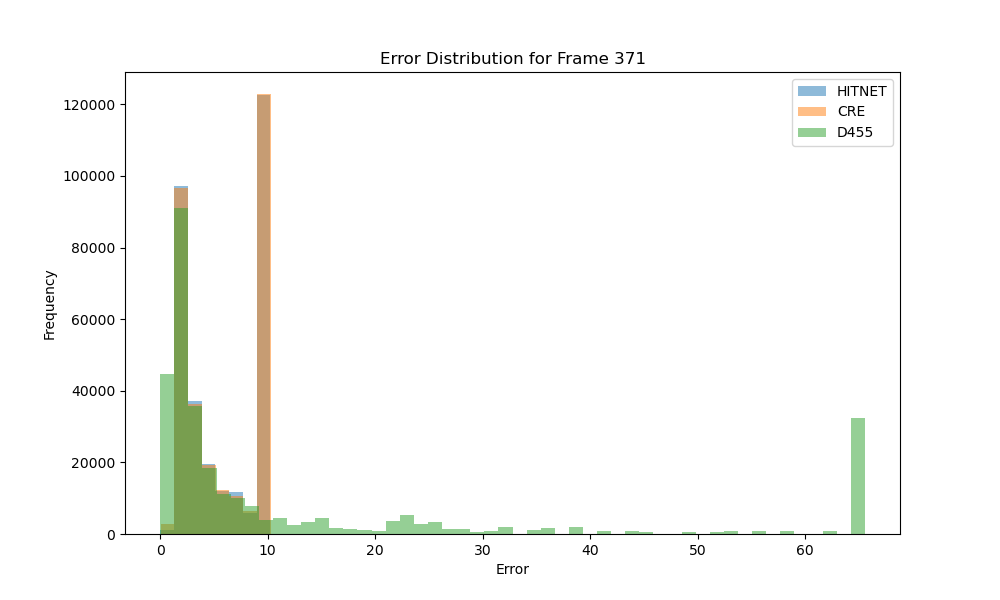 Error Distribution for Frame 371
HITNET
CRE
D455
120000
100000
80000
60000
40000
20000
0
Frequency
0 10 20 30 40 50 60
Error